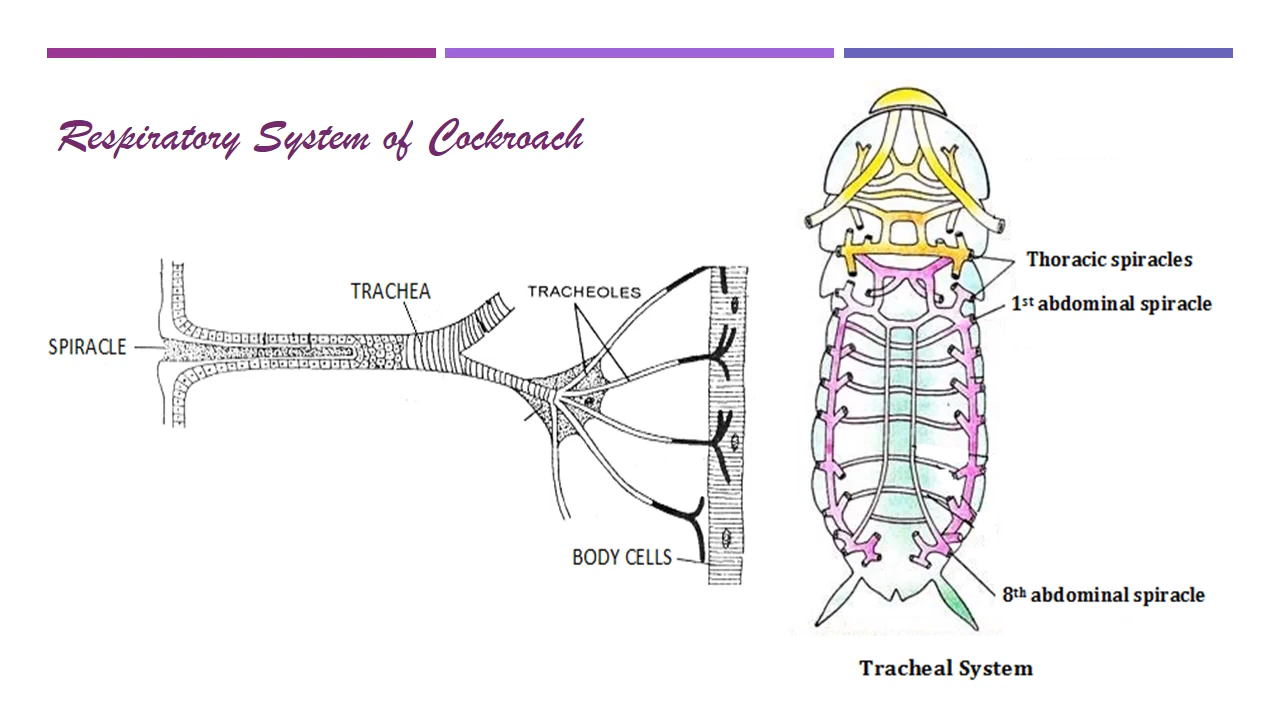 Respiratory System of Cockroach
SPIRACLE
TRACHEA
TRACHEOLES
BODY CELLS
Thoracic spiracles
1st abdominal spiracle
8th abdominal spiracle
Tracheal System